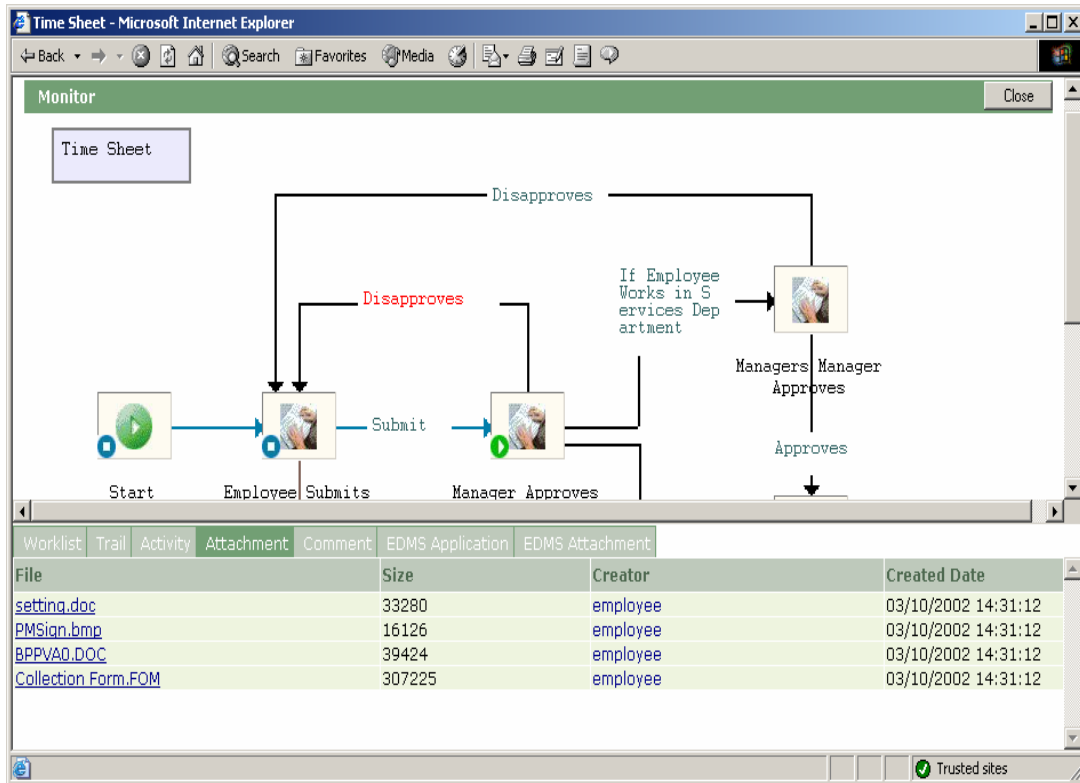 Time Sheet - Microsoft Internet Explorer
Back Search Favorites Media
Monitor Close
Time Sheet
Disapproves
Disapproves
If Employee
Works in S
ervices Dep
artment
Managers Manager
Approves
Submit
Approves
Start Employee Submits Manager Approves
Worklist Trail Activity Attachment Comment EDMS Application EDMS Attachment
File Size Creator Created Date
setting.doc 33280 employee 03/10/2002 14:31:12
PMSign.bmp 16126 employee 03/10/2002 14:31:12
BPPVA0.DOC 39424 employee 03/10/2002 14:31:12
Collection Form.FOM 307225 employee 03/10/2002 14:31:12
Trusted sites